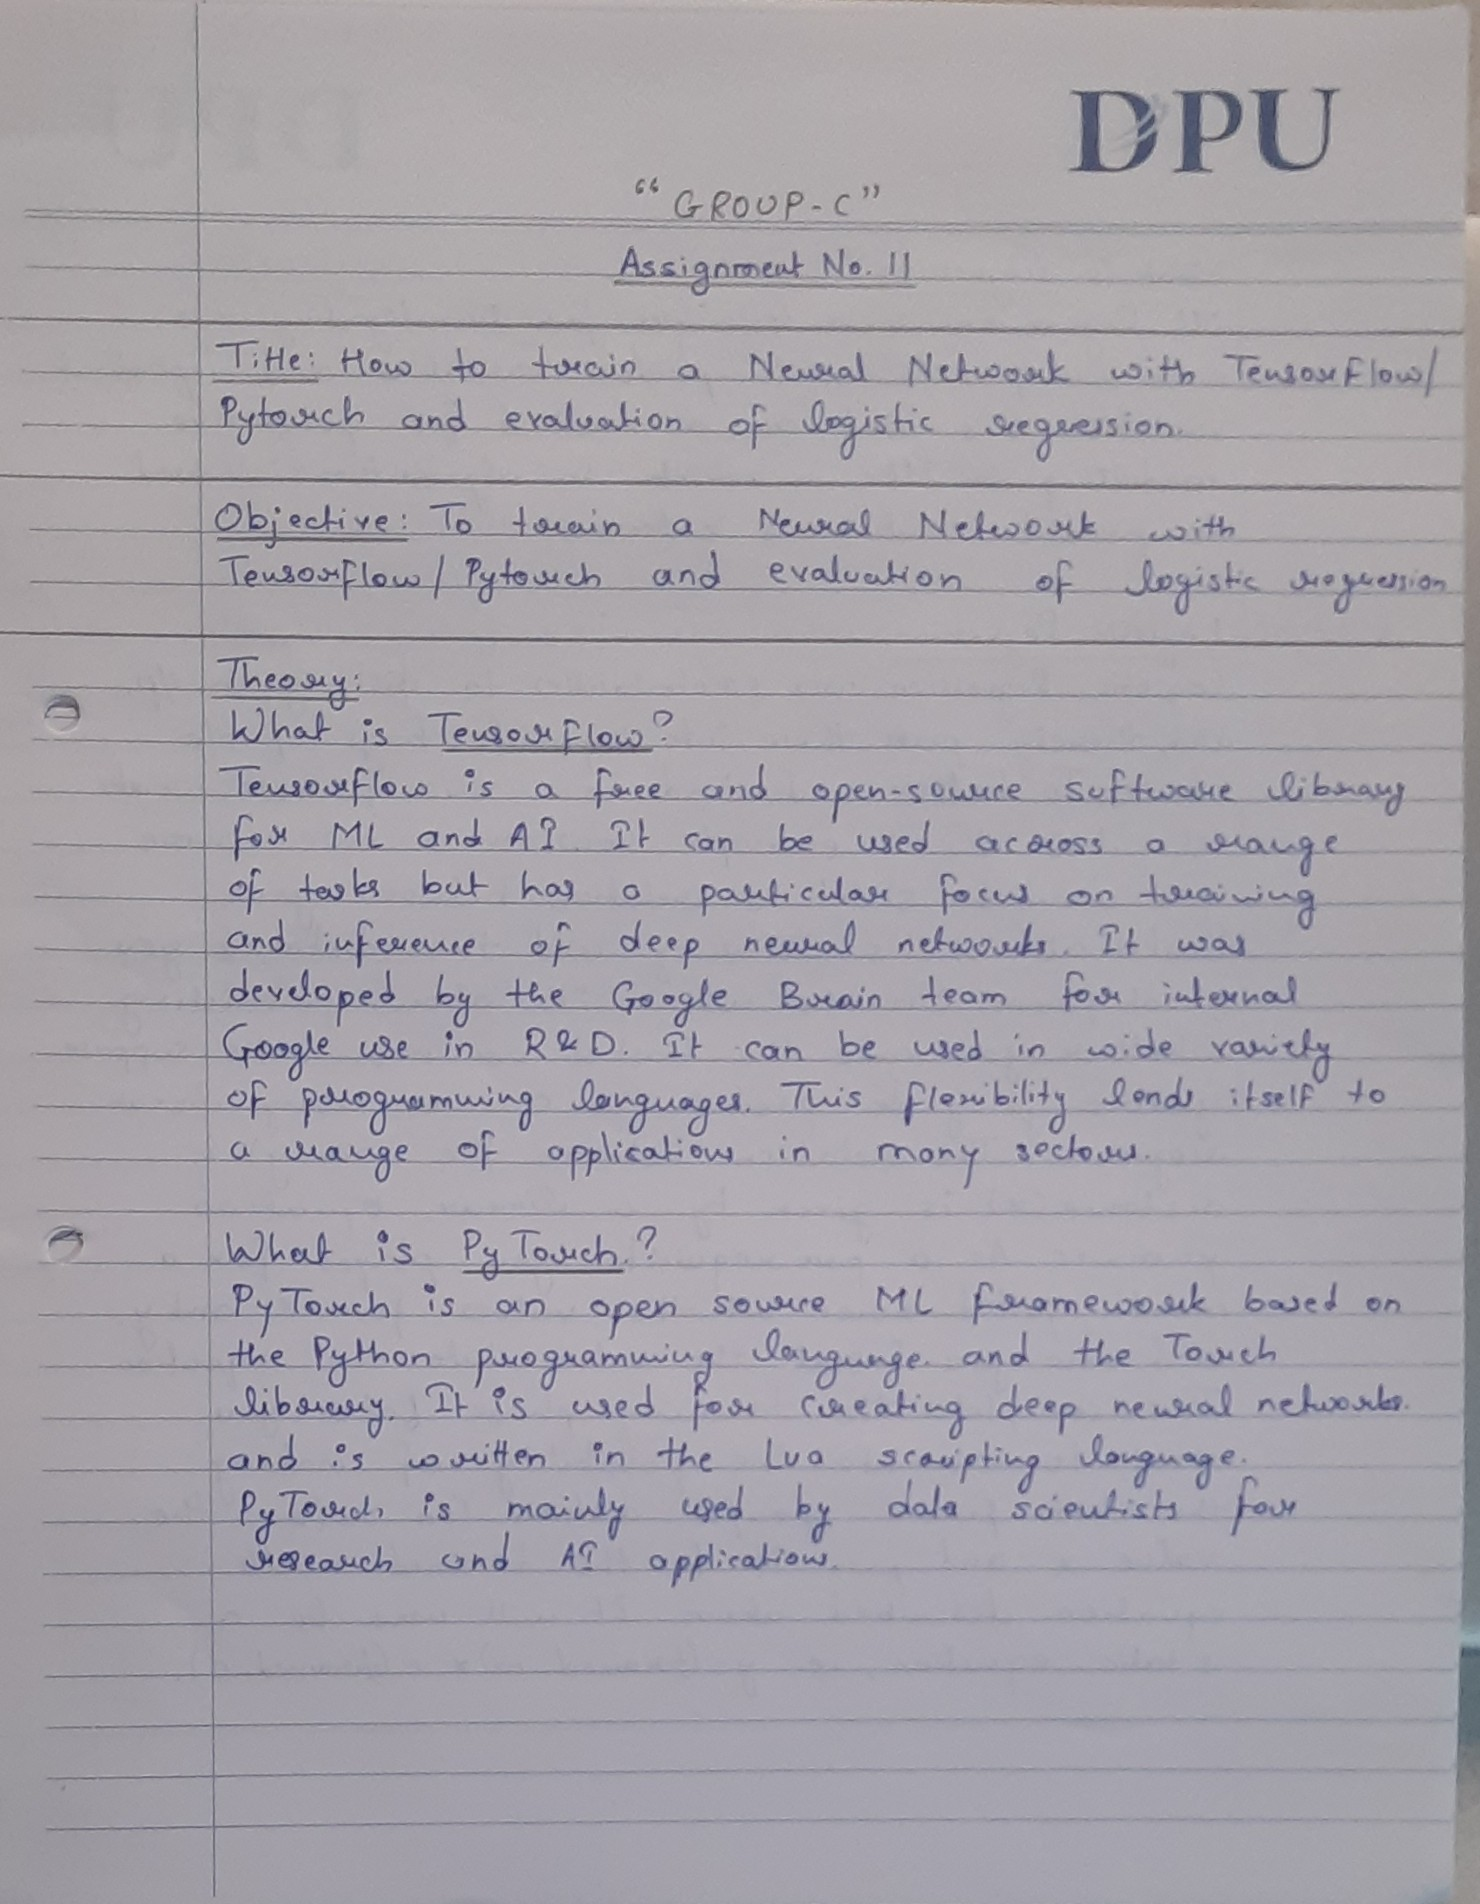 DPU
"GROUP-C"
Assignment No. 11
Title: How to train a Neural Network with Tensorflow/
Pytorch and evaluation of logistic regression.
Objective: To train a Neural Network with
Tensorflow/Pytorch and evaluation of logistic regression
Theory:
What is Tensorflow?
Tensorflow is a free and open-source software library
for ML and AI. It can be used across a range
of tasks but has a particular focus on training
and inference of deep neural networks. It was
developed by the Google Brain team for internal
Google use in R&D. It can be used in wide variety
of programming languages. This flexibility lends itself to
a range of applications in many sectors.
What is PyTorch.?
PyTorch is an open source ML framework based on
the Python programming language. and the Torch
library. It is used for creating deep neural networks.
and is written in the Lua scripting language.
PyTorch is mainly used by data scientists for
research and AI applications.